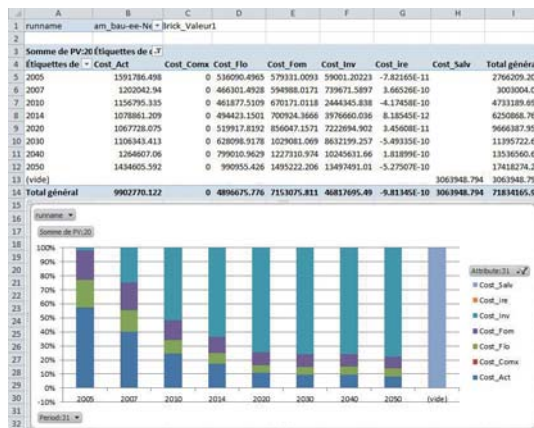 A B C D E F G H I
1 runname am_bau-ee-Ne Brick_Valeur1
2
3 Somme de PV:20 Étiquettes de
4 Étiquettes de Cost_Act Cost_Comx Cost_Flo Cost_Fom Cost_Inv Cost_ire Cost_Salv Total général
5 2005 1591786.498 0 536090.4965 579331.0093 59001.20223 -7.82165E-11 2766209.20
6 2007 1202042.94 0 466301.4928 594988.0171 739671.5897 3.66526E-10 3003004.0
7 2010 1156795.335 0 461877.5109 670171.0118 2444345.838 -4.17458E-10 4733189.69
8 2014 1078861.209 0 494423.1501 700924.3666 3976660.036 8.18545E-12 6250868.76
9 2020 1067728.075 0 519917.8192 856047.1571 7222694.902 3.45608E-11 9666387.95
10 2030 1106343.413 0 628098.9178 1029081.069 8632199.257 -5.49335E-10 11395722.6
11 2040 1264607.06 0 799010.9629 1227310.974 10245631.66 1.81899E-10 13536560.6
12 2050 1434605.592 0 990955.426 1495222.206 13497491.01 -5.27507E-10 17418274.2
13 (vide) 3063948.794 3063948.79
14 Total général 9902770.122 0 4896675.776 7153075.811 46817695.49 -9.81345E-10 3063948.794 71834165.9
15
16 runname
17 Somme de PV:20
18 100%
19 90%
20 80%
21 70%
22 60%
23 50%
24 40%
25 30%
26 20%
27 10%
28 0%
29 -10%
30 2005 2007 2010 2014 2020 2030 2040 2050 (vide)
31 Period:31
32
Attribute:31
Cost_Salv
Cost_ire
Cost_Inv
Cost_Fom
Cost_Flo
Cost_Comx
Cost_Act